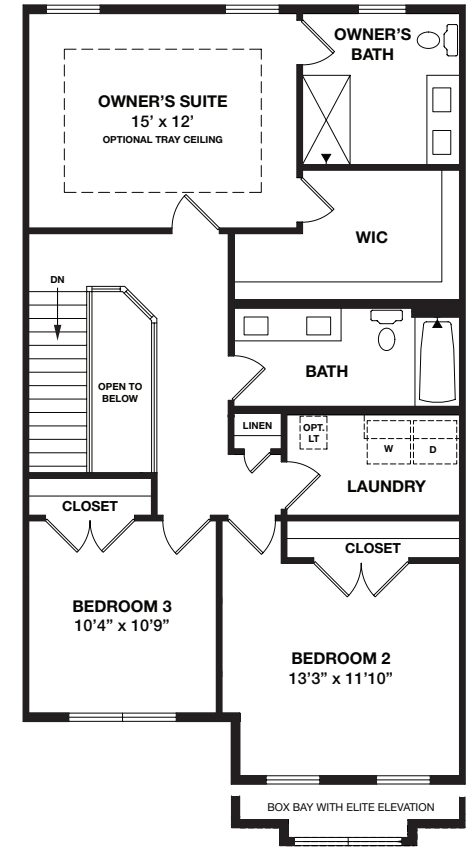 OWNER'S
BATH
OWNER'S SUITE
15' x 12'
OPTIONAL TRAY CEILING
WIC
DN
OPEN TO
BELOW
BATH
LINEN
OPT.
LT
W
D
LAUNDRY
CLOSET
CLOSET
BEDROOM 3
10'4" x 10'9"
BEDROOM 2
13'3" x 11'10"
BOX BAY WITH ELITE ELEVATION